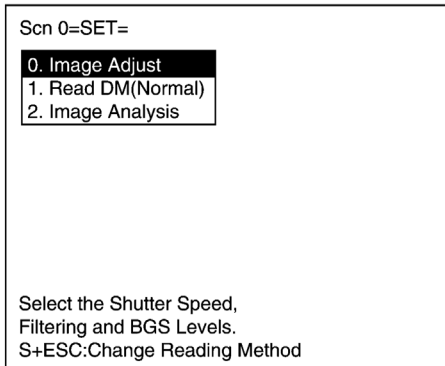 Scn 0=SET=
0. Image Adjust
1. Read DM(Normal)
2. Image Analysis
Select the Shutter Speed,
Filtering and BGS Levels.
S+ESC:Change Reading Method